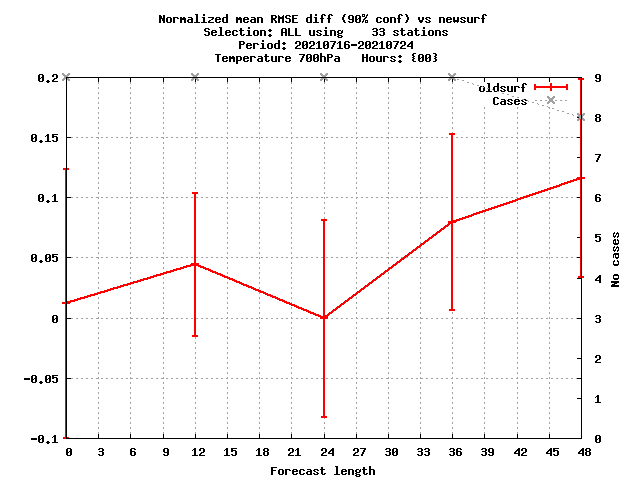 Normalized mean RMSE diff (90% conf) vs newsurf
Selection: ALL using    33 stations
Period: 20210716-20210724
Temperature 700hPa   Hours: {00}
oldsurf
Cases
0.2
0.15
0.1
0.05
0
-0.05
-0.1
9
8
7
6
5
4
3
2
1
0
No cases
0 3 6 9 12 15 18 21 24 27 30 33 36 39 42 45 48
Forecast length